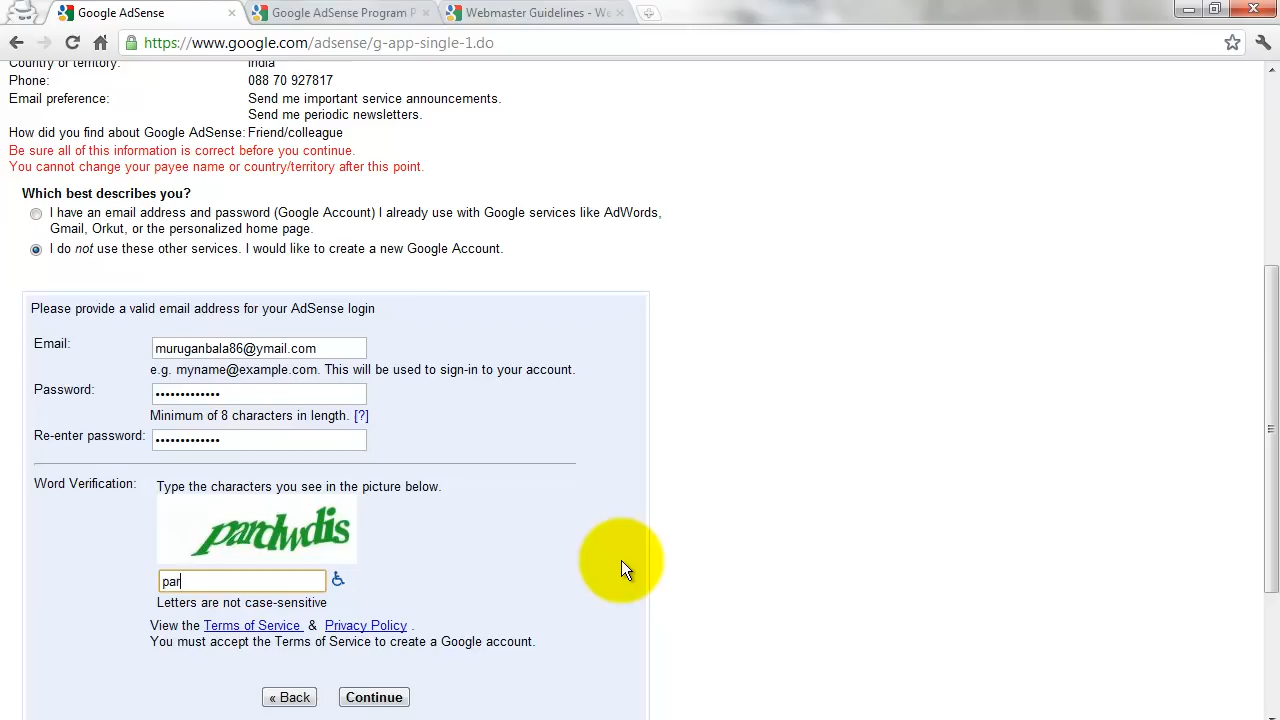 Google AdSense
Google AdSense Program P
Webmaster Guidelines - We
https://www.google.com/adsense/g-app-single-1.do
Country or territory: India
Phone: 088 70 927817
Email preference: Send me important service announcements.
Send me periodic newsletters.
How did you find about Google AdSense: Friend/colleague
Be sure all of this information is correct before you continue.
You cannot change your payee name or country/territory after this point.
Which best describes you?
I have an email address and password (Google Account) I already use with Google services like AdWords,
Gmail, Orkut, or the personalized home page.
I do not use these other services. I would like to create a new Google Account.
Please provide a valid email address for your AdSense login
Email: muruganbala86@ymail.com
e.g. myname@example.com. This will be used to sign-in to your account.
Password: •••••••••••••
Minimum of 8 characters in length. [?]
Re-enter password: •••••••••••••
Word Verification: Type the characters you see in the picture below.
pardwdis
par
Letters are not case-sensitive
View the Terms of Service & Privacy Policy .
You must accept the Terms of Service to create a Google account.
« Back Continue